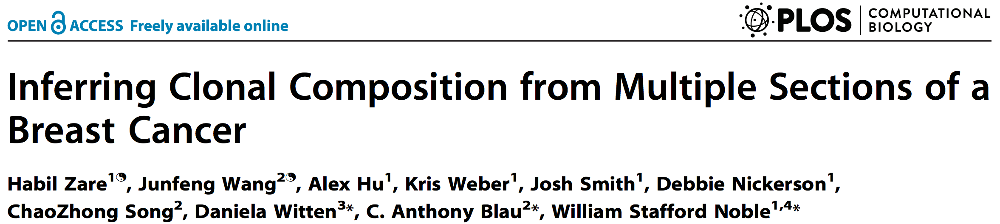 OPEN ACCESS Freely available online
PLOS COMPUTATIONAL
BIOLOGY
Inferring Clonal Composition from Multiple Sections of a
Breast Cancer
Habil Zare1☯, Junfeng Wang2☯, Alex Hu1, Kris Weber1, Josh Smith1, Debbie Nickerson1,
ChaoZhong Song2, Daniela Witten3*, C. Anthony Blau2*, William Stafford Noble1,4*